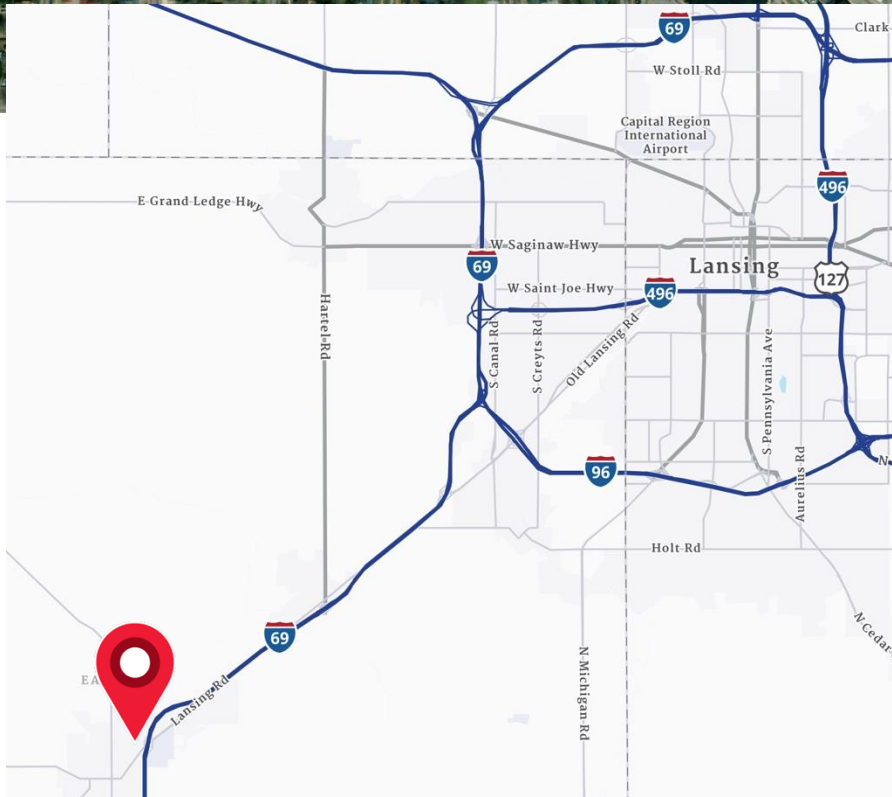 69
Clark
W Stoll Rd
Capital Region
International
Airport
496
E Grand Ledge Hwy
W Saginaw Hwy
69
Lansing
127
W Saint Joe Hwy
496
Hartel Rd
S Canal Rd
S Creyts Rd
Old Lansing Rd
S Pennsylvania Ave
96
Aurelius Rd
N
Holt Rd
69
N Cedar
N Michigan Rd
EA
Lansing Rd